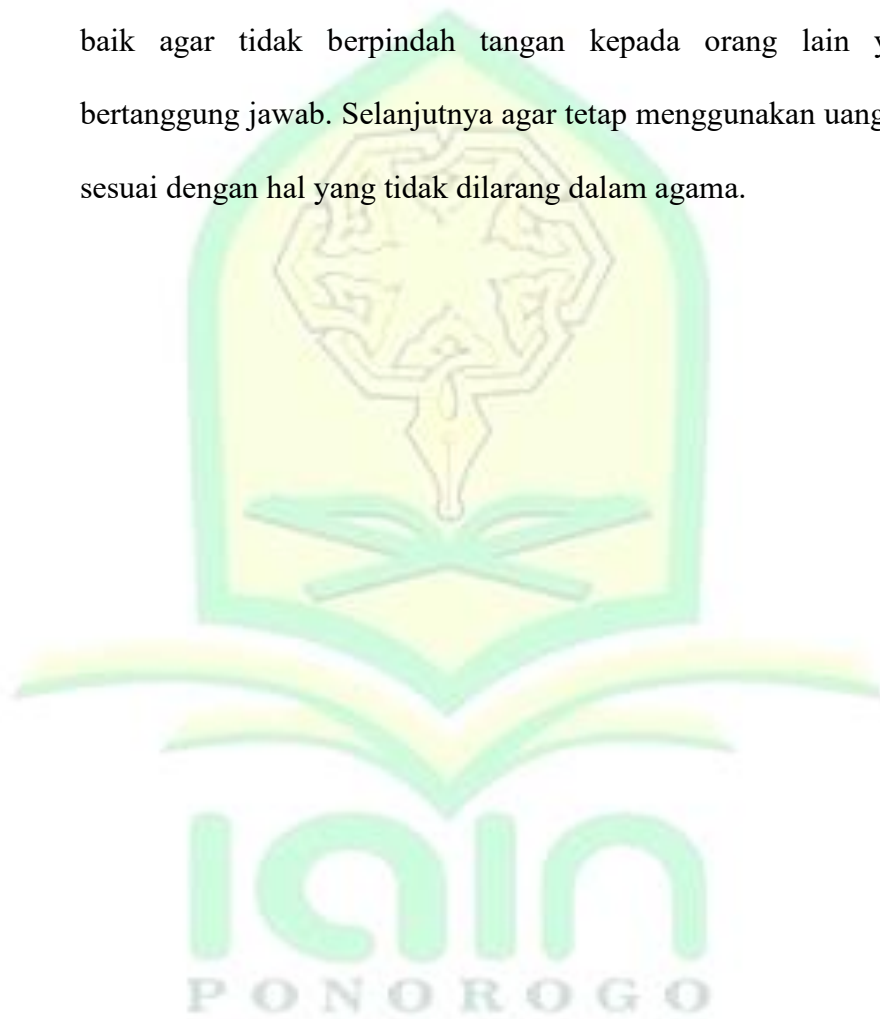 baik agar tidak berpindah tangan kepada orang lain y
bertanggung jawab. Selanjutnya agar tetap menggunakan uang
sesuai dengan hal yang tidak dilarang dalam agama.
iain
PONOROGO